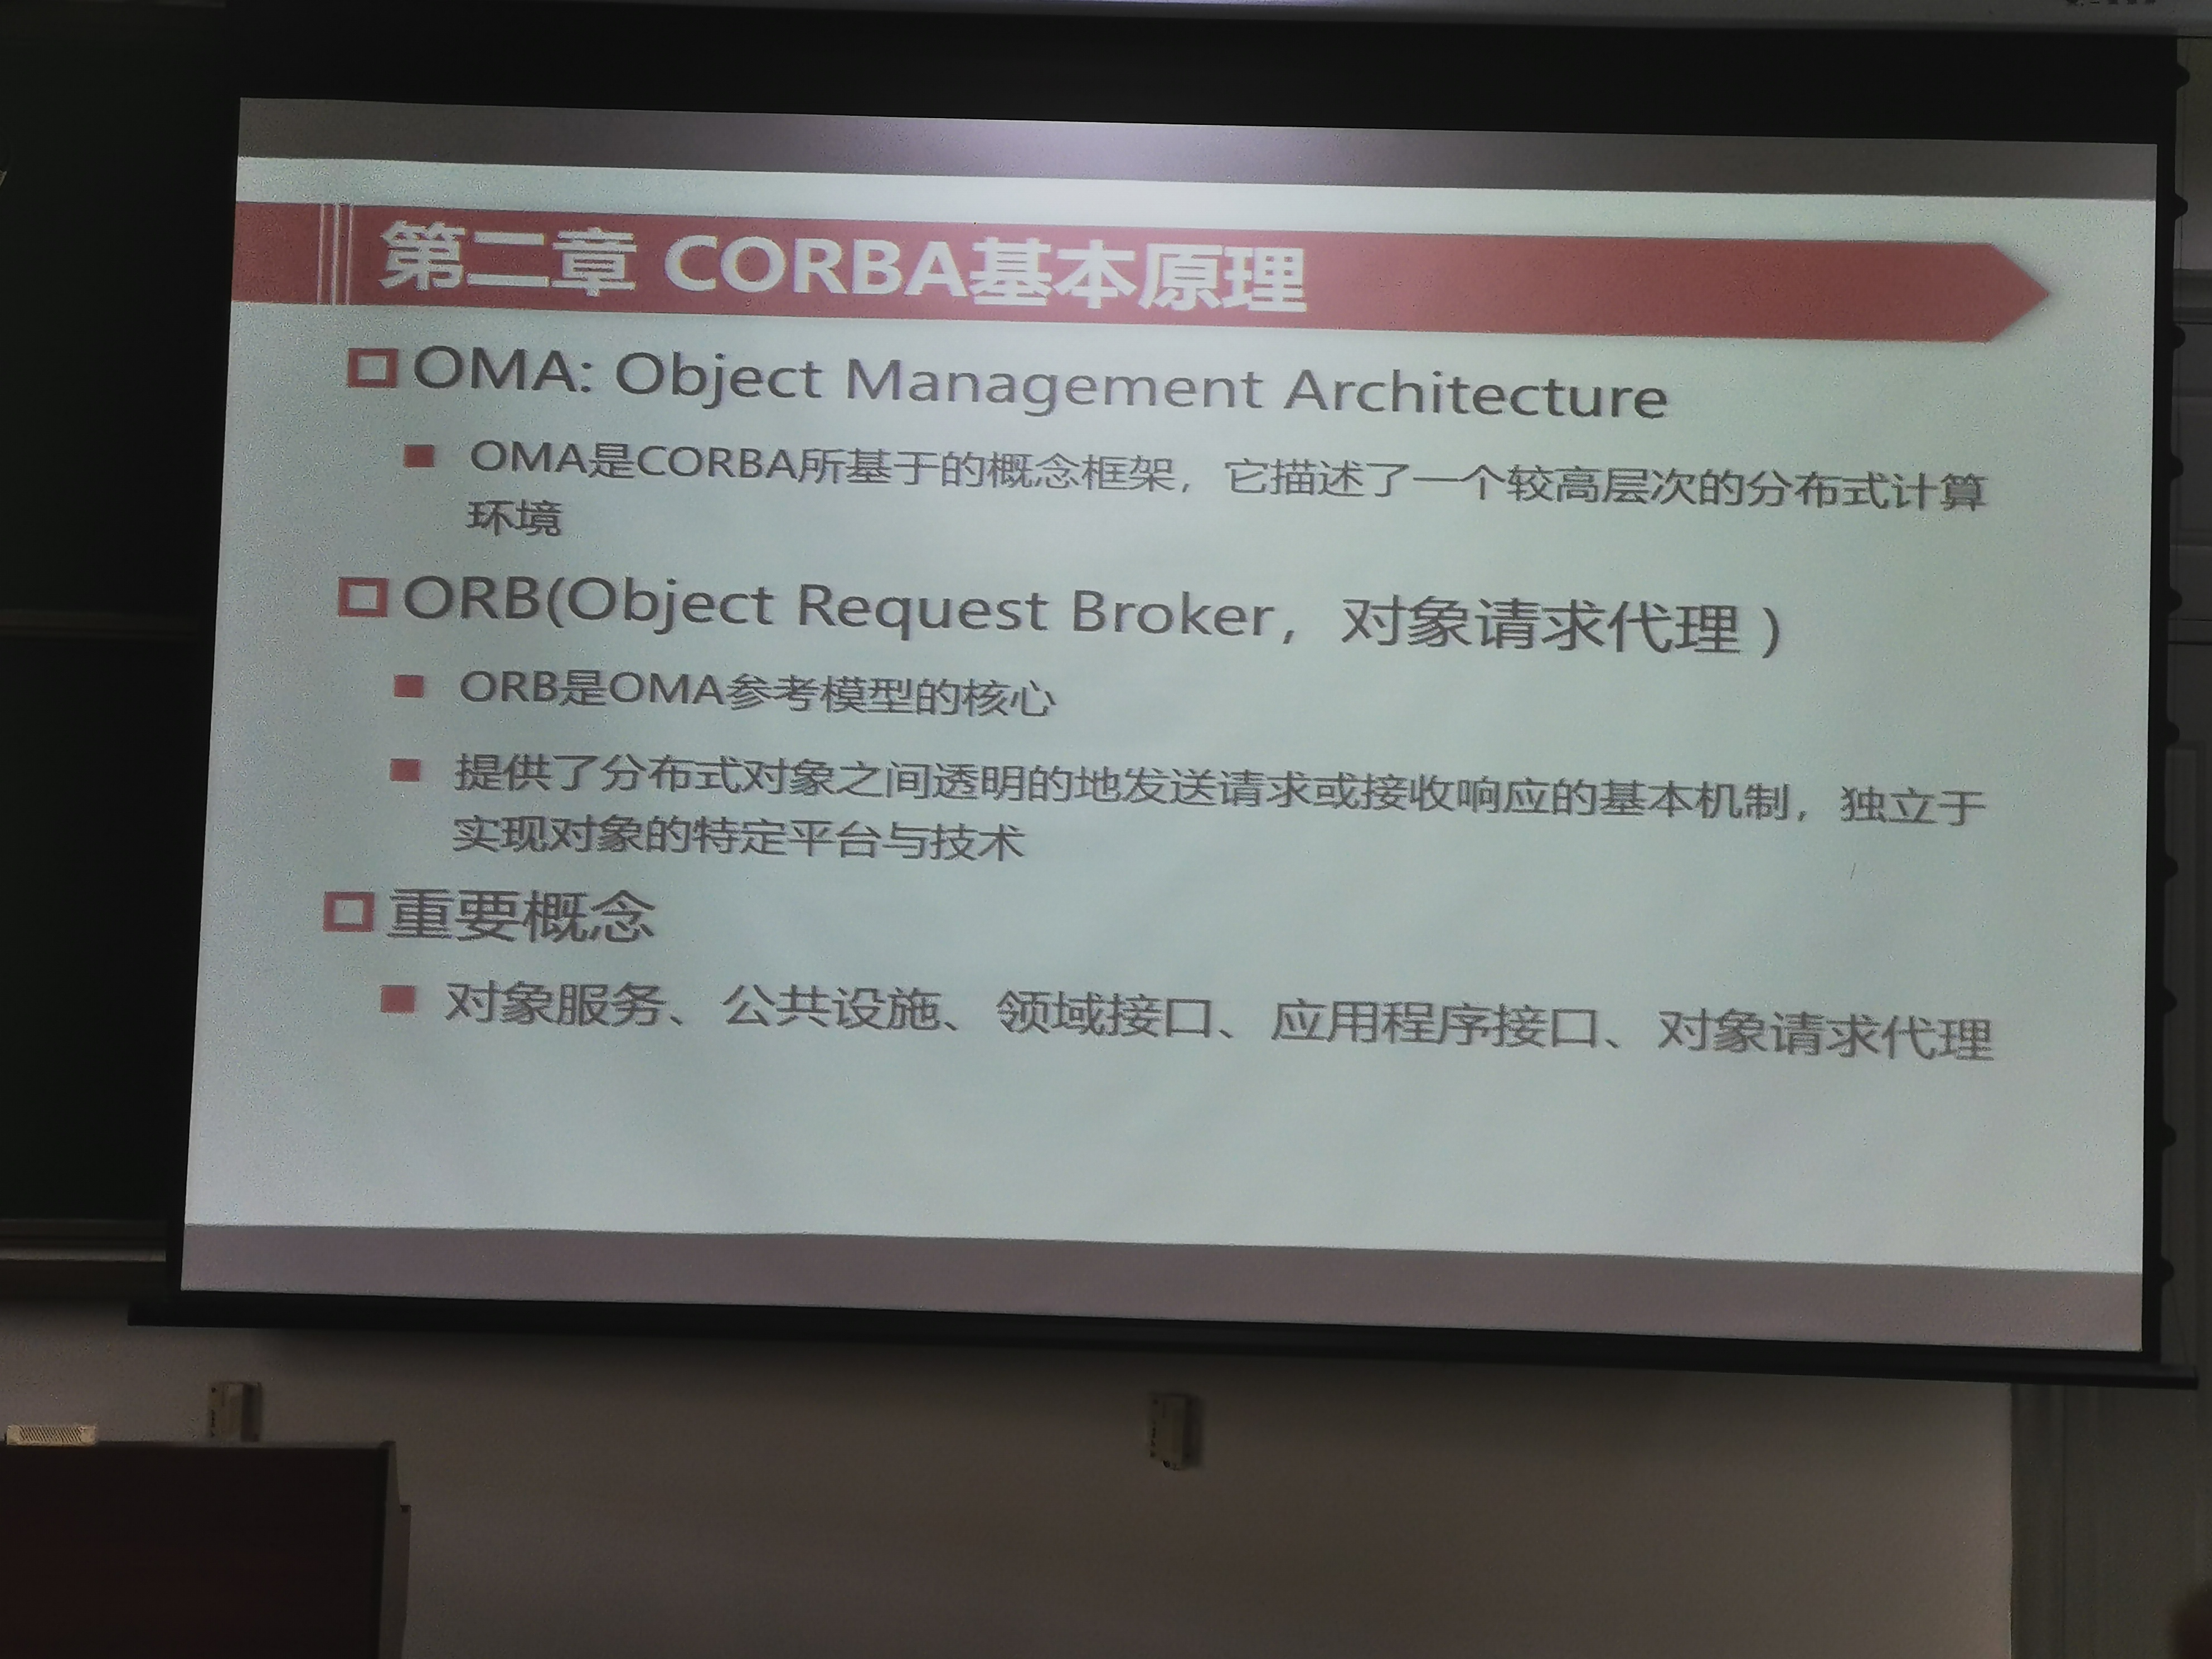 第二章 CORBA基本原理
OMA: Object Management Architecture
OMA是CORBA所基于的概念框架，它描述了一个较高层次的分布式计算
环境
ORB(Object Request Broker，对象请求代理）
ORB是OMA参考模型的核心
提供了分布式对象之间透明的地发送请求或接收响应的基本机制，独立于
实现对象的特定平台与技术
重要概念
对象服务、公共设施、领域接口、应用程序接口、对象请求代理